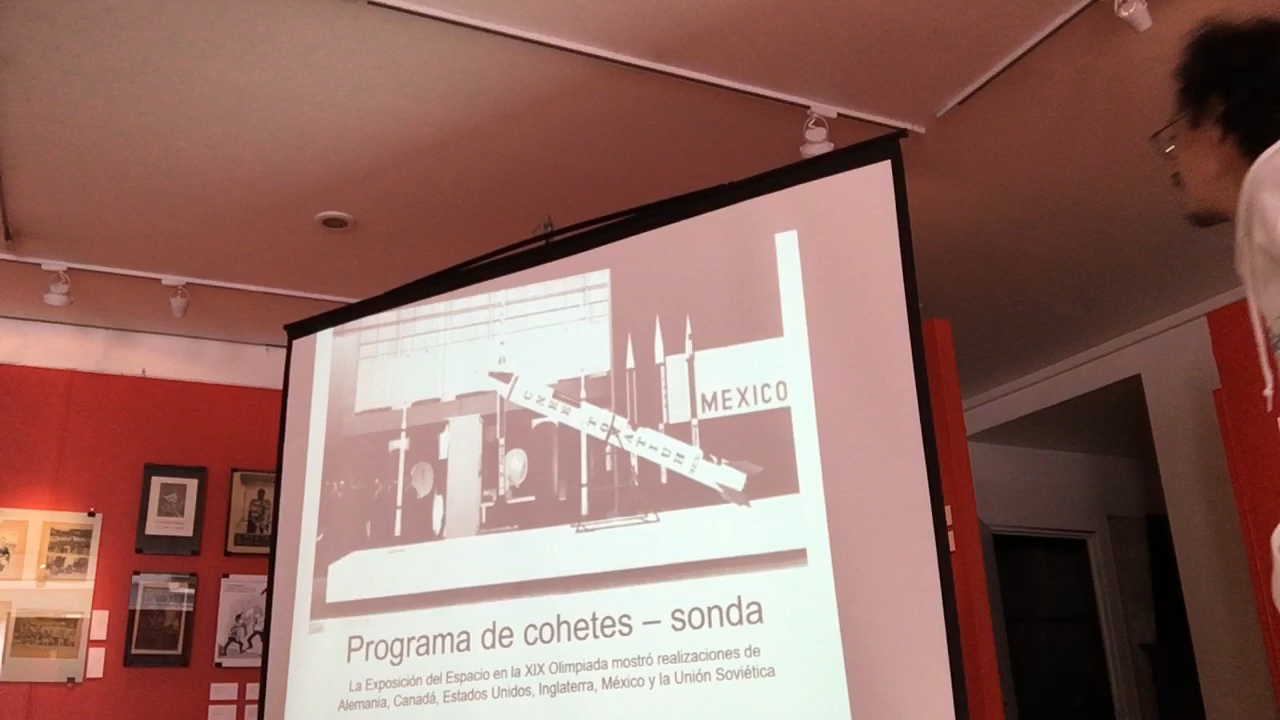 MEXICO
Programa de cohetes – sonda
La Exposición del Espacio en la XIX Olimpiada mostró realizaciones de
Alemania, Canadá, Estados Unidos, Inglaterra, México y la Unión Soviética